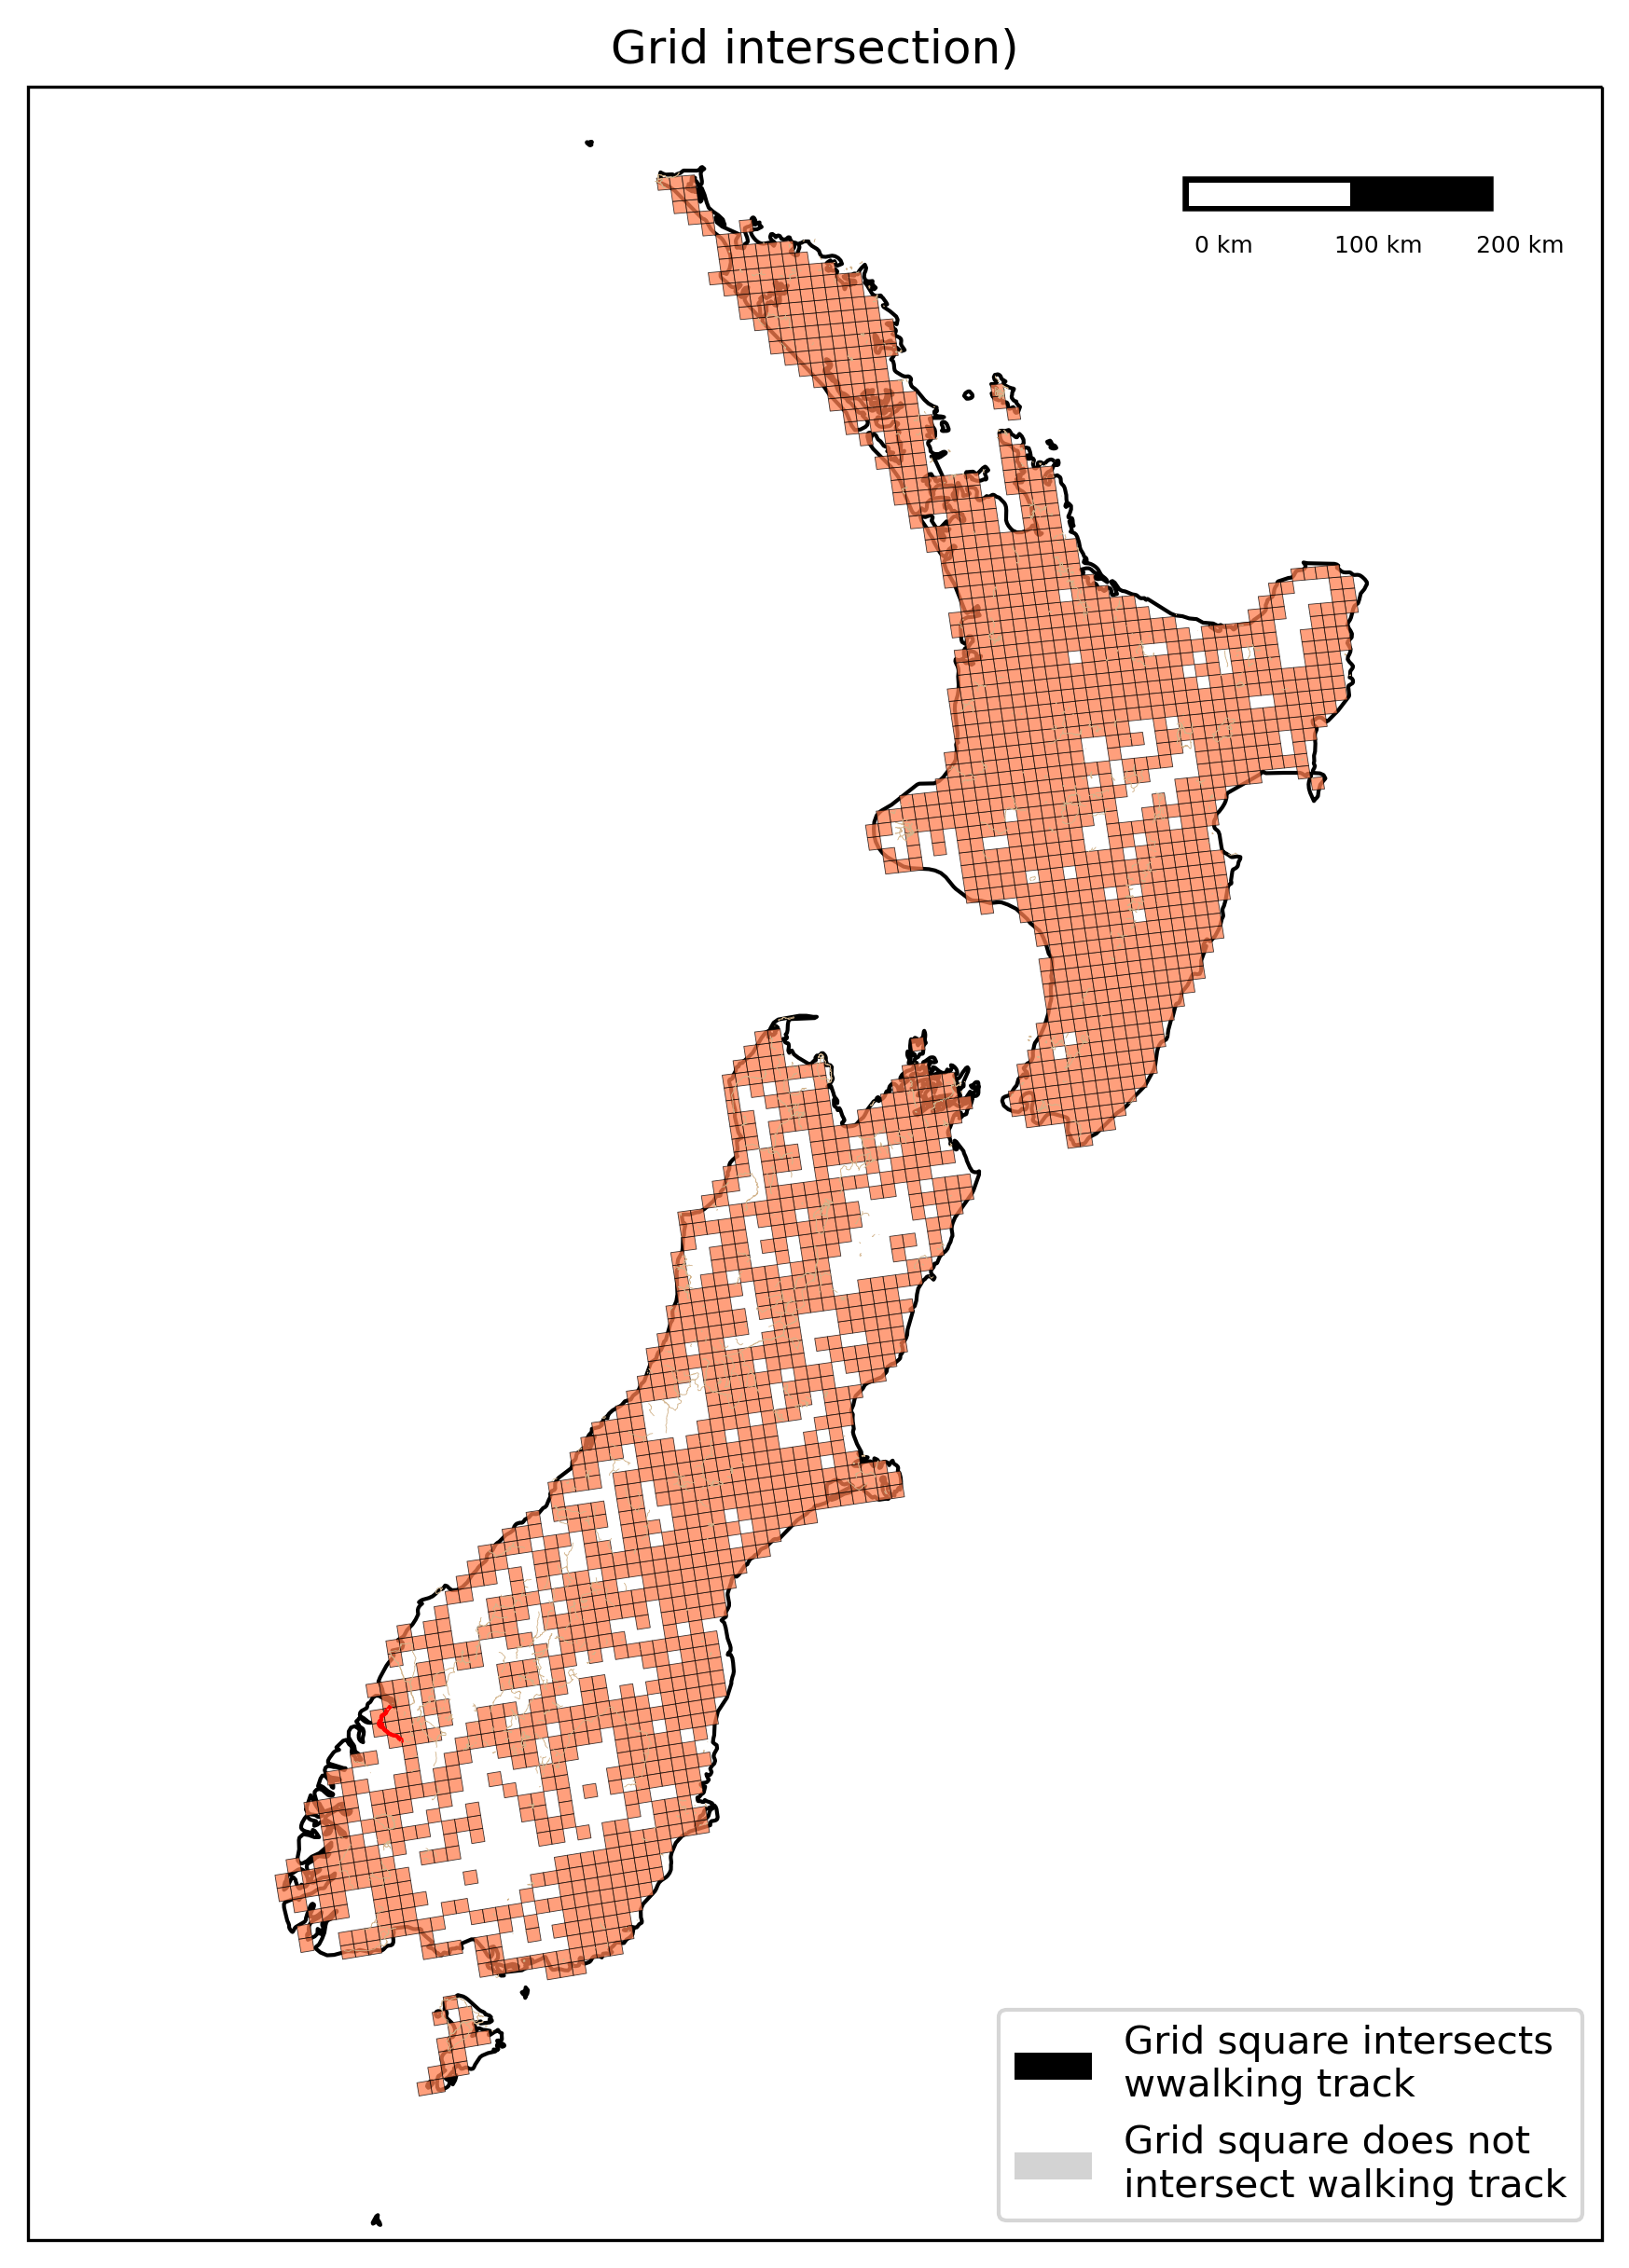 Grid intersection)
0 km 100 km 200 km
Grid square intersects
wwalking track
Grid square does not
intersect walking track